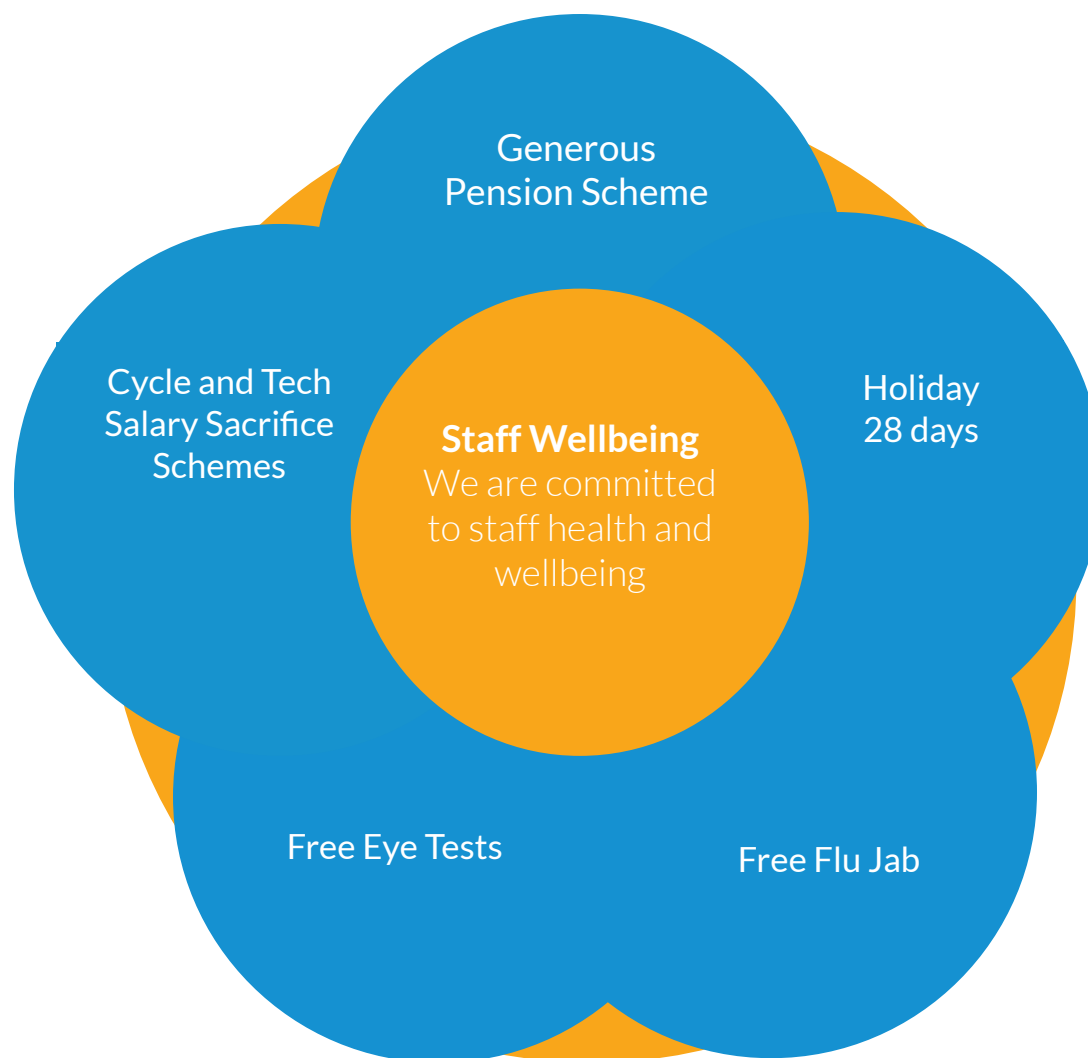 Generous
Pension Scheme
Cycle and Tech
Salary Sacrifice
Schemes
Holiday
28 days
Staff Wellbeing
We are committed
to staff health and
wellbeing
Free Eye Tests
Free Flu Jab